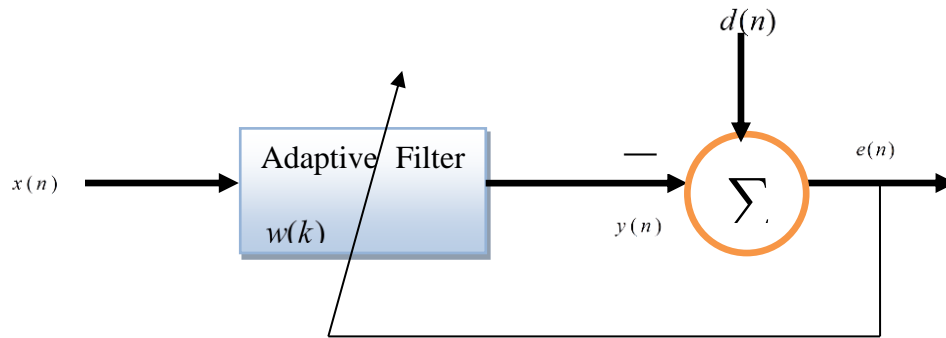 d(n)
Adaptive Filter
x(n)
—
e(n)
∑
w(k)
y(n)